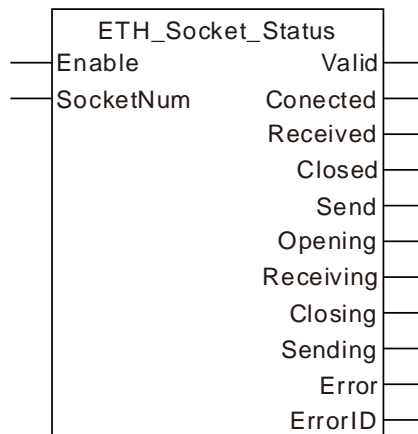 ETH_Socket_Status
Enable Valid
SocketNum Conected
Received
Closed
Send
Opening
Receiving
Closing
Sending
Error
ErrorID